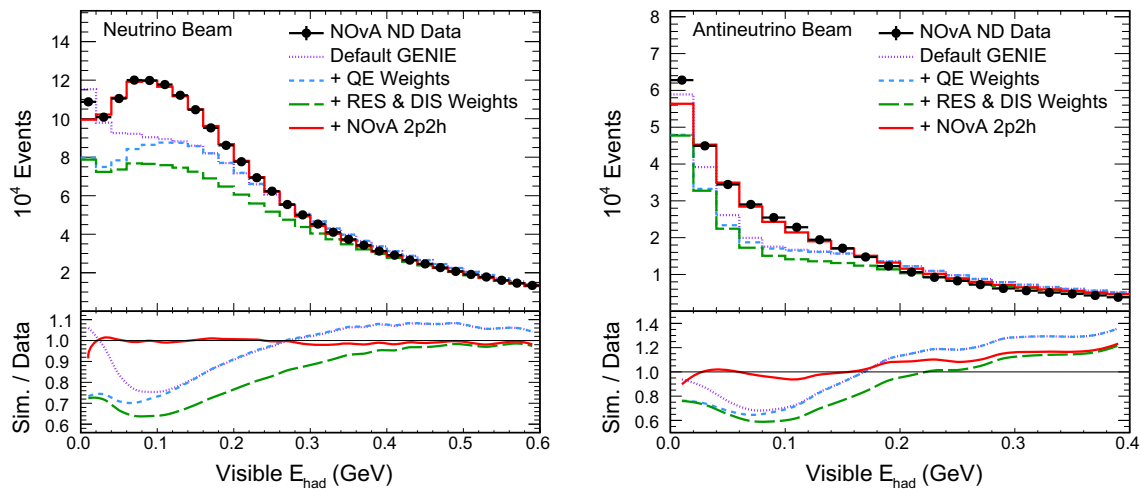 Neutrino Beam
NOvA ND Data
Default GENIE
+ QE Weights
+ RES & DIS Weights
+ NOvA 2p2h
10⁴ Events
14
12
10
8
6
4
2
Sim. / Data
1.1
1.0
0.9
0.8
0.7
0.6
0.0 0.1 0.2 0.3 0.4 0.5 0.6
Visible E_had (GeV)
Antineutrino Beam
NOvA ND Data
Default GENIE
+ QE Weights
+ RES & DIS Weights
+ NOvA 2p2h
10⁴ Events
8
7
6
5
4
3
2
1
0
Sim. / Data
1.4
1.2
1.0
0.8
0.6
0.0 0.1 0.2 0.3 0.4
Visible E_had (GeV)